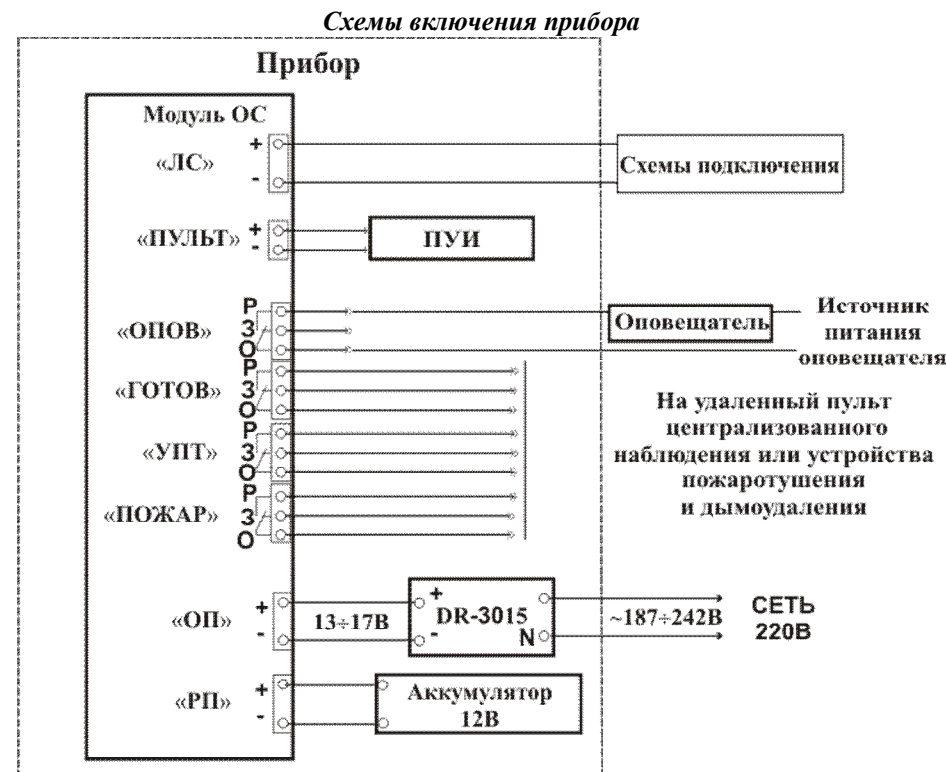 Схемы включения прибора
Прибор
Модуль ОС
«ЛС»
+
-
Схемы подключения
«ПУЛЬТ»
+
-
ПУИ
«ОПОВ»
Р
З
О
Оповещатель
Источник
питания
оповещателя
«ГОТОВ»
Р
З
О
На удаленный пульт
централизованного
наблюдения или устройства
пожаротушения
и дымоудаления
«УПТ»
Р
З
О
«ПОЖАР»
Р
З
О
«ОП»
+
-
13÷17В
+
-
DR-3015
N
~187÷242В
СЕТЬ
220В
«РП»
+
-
Аккумулятор
12В